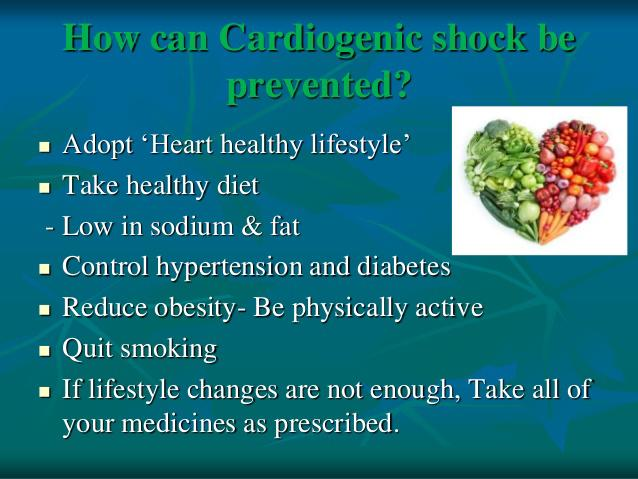 How can Cardiogenic shock be
prevented?
Adopt ‘Heart healthy lifestyle’
Take healthy diet
- Low in sodium & fat
Control hypertension and diabetes
Reduce obesity- Be physically active
Quit smoking
If lifestyle changes are not enough, Take all of
your medicines as prescribed.